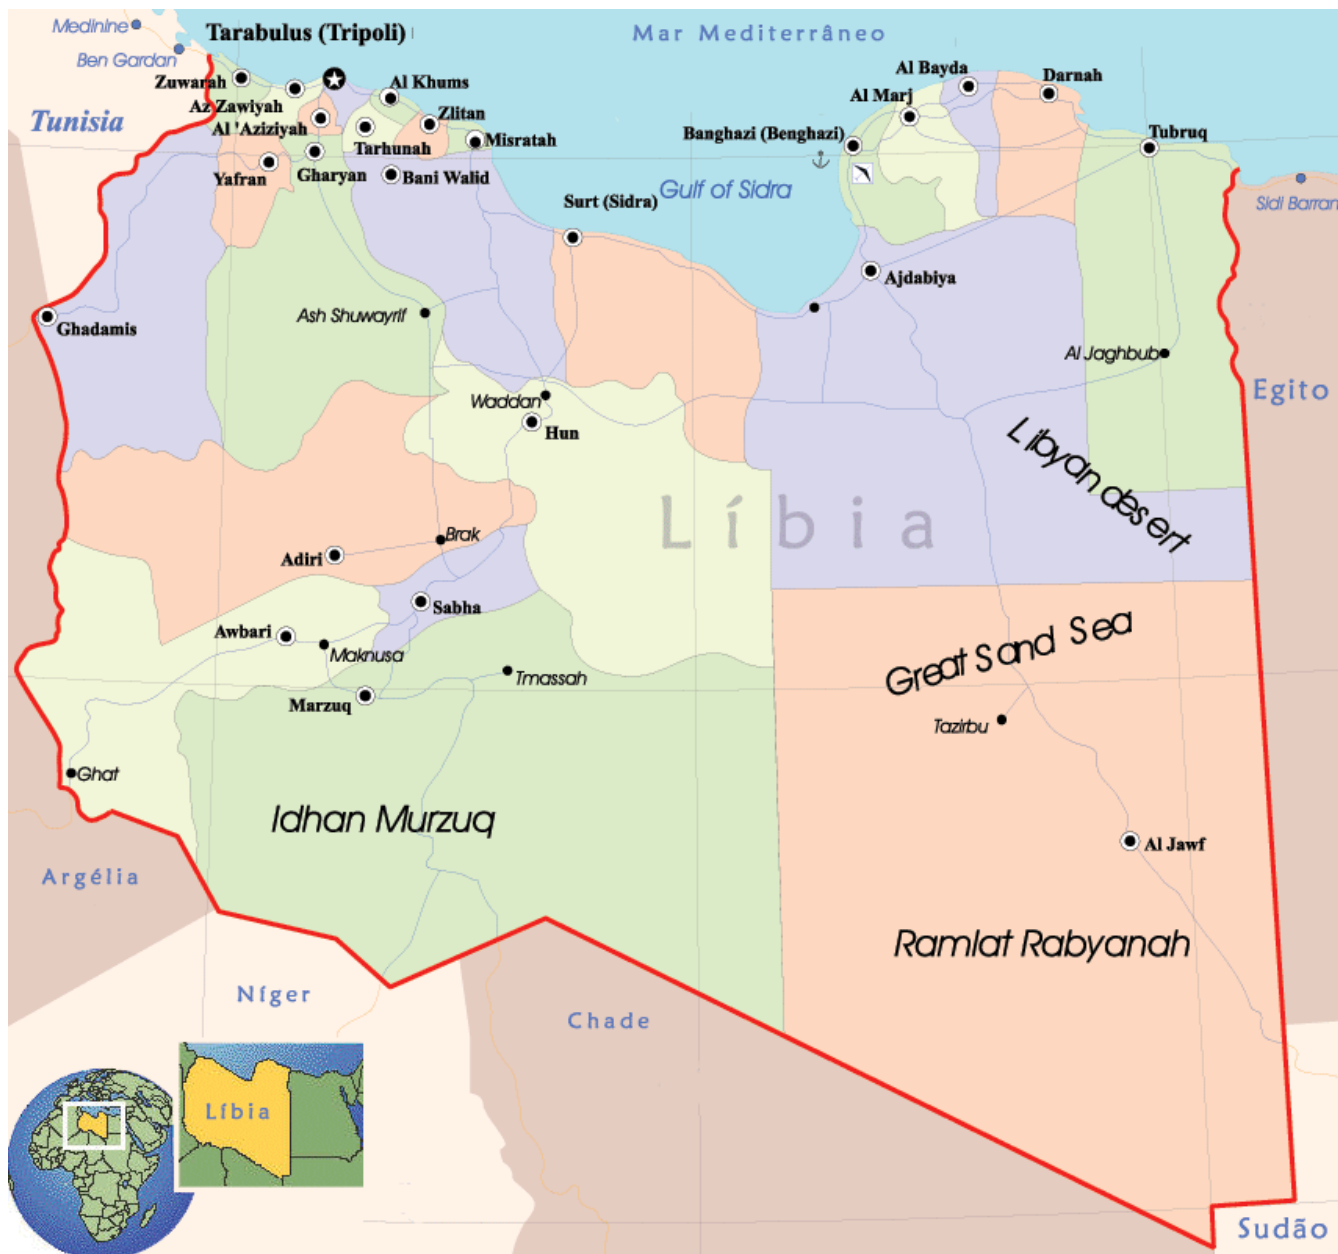 Medinine
Tarabulus (Tripoli)
Mar Mediterrâneo
Ben Gardan
Zuwarah
Al Khums
Al Bayda
Darnah
Az Zawiyah
Al Marj
Tunisia
Al 'Aziziyah
Zlitan
Banghazi (Benghazi)
Tubruq
Tarhunah
Misratah
Yafran
Gharyan
Bani Walid
Gulf of Sidra
Surt (Sidra)
Sidi Barran
Ajdabiya
Ghadamis
Ash Shuwayrif
Al Jaghbub
Egito
Waddan
Hun
Libyan desert
Líbia
Brak
Adiri
Sabha
Awbari
Maknusa
Great Sand Sea
Tmassah
Marzuq
Tazirbu
Ghat
Idhan Murzuq
Al Jawf
Argélia
Ramlat Rabyanah
Níger
Chade
Líbia
Sudão